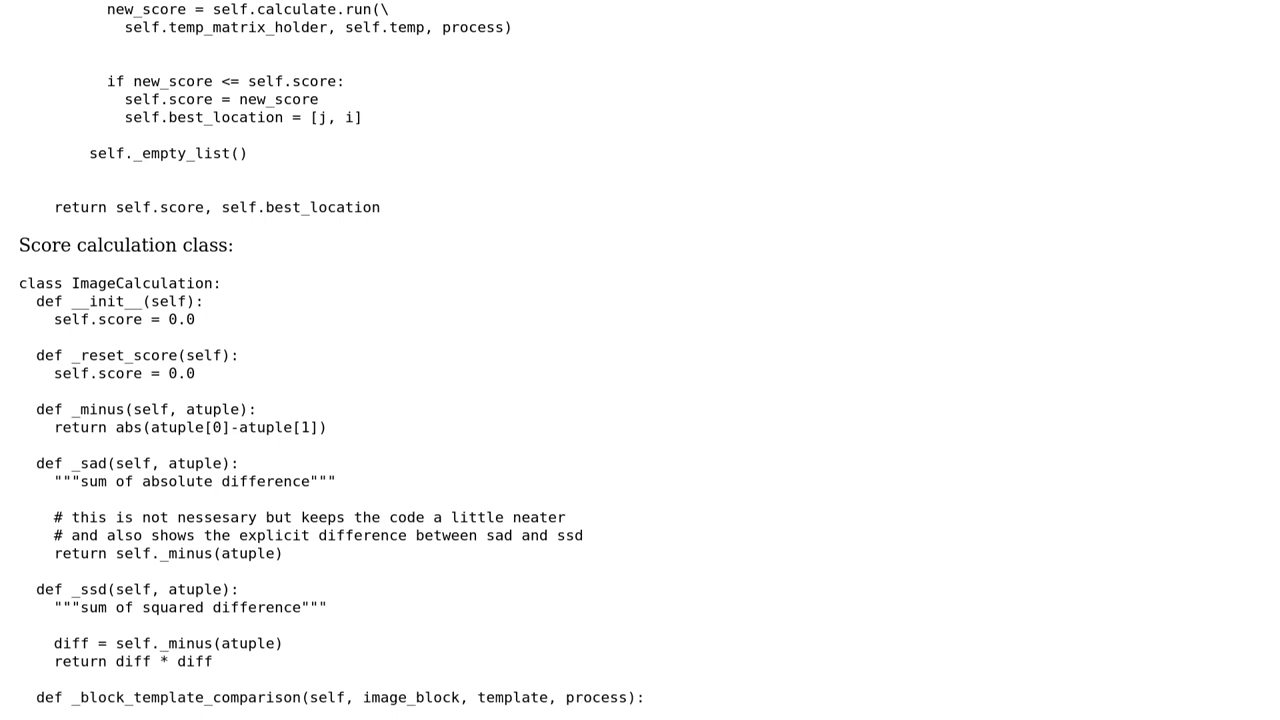 new_score = self.calculate.run(\
self.temp_matrix_holder, self.temp, process)
if new_score <= self.score:
self.score = new_score
self.best_location = [j, i]
self._empty_list()
return self.score, self.best_location
Score calculation class:
class ImageCalculation:
def __init__(self):
self.score = 0.0
def _reset_score(self):
self.score = 0.0
def _minus(self, atuple):
return abs(atuple[0]-atuple[1])
def _sad(self, atuple):
"""sum of absolute difference"""
# this is not nessesary but keeps the code a little neater
# and also shows the explicit difference between sad and ssd
return self._minus(atuple)
def _ssd(self, atuple):
"""sum of squared difference"""
diff = self._minus(atuple)
return diff * diff
def _block_template_comparison(self, image_block, template, process):